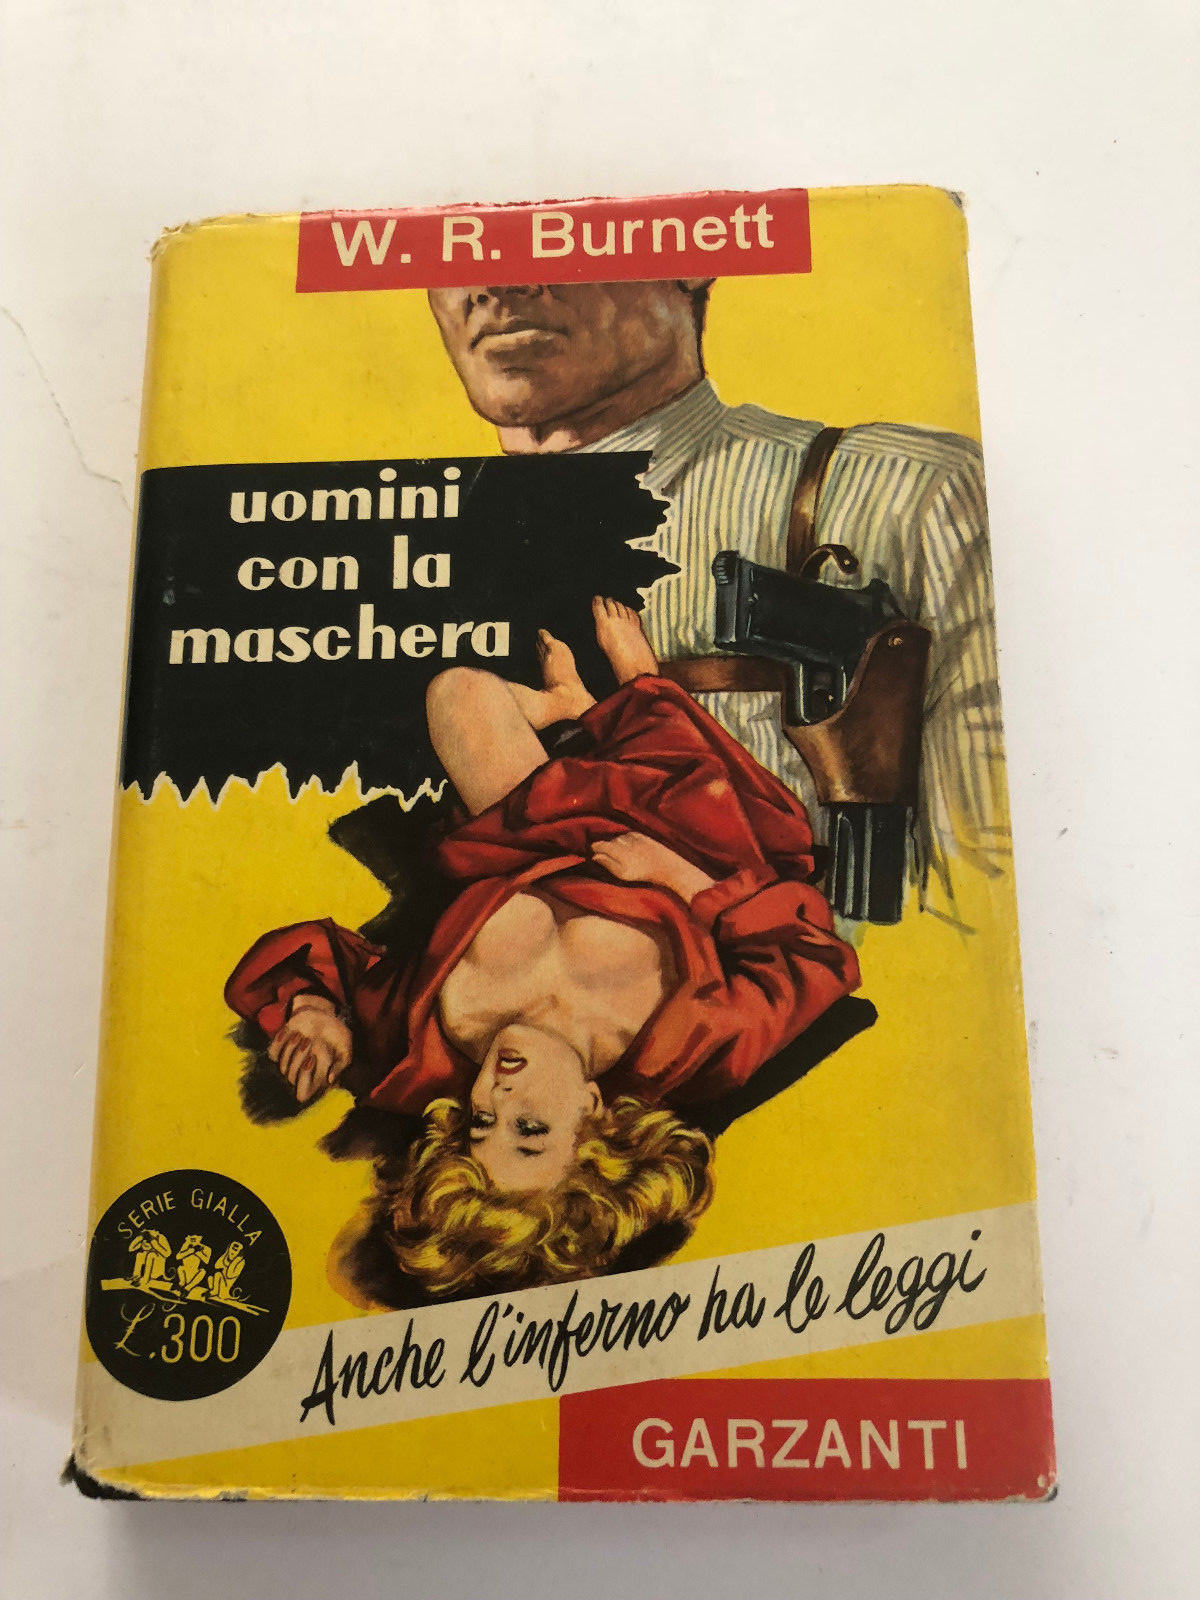 W. R. Burnett
uomini
con la
maschera
SERIE GIALLA
L.300
Anche l'inferno ha le leggi
GARZANTI